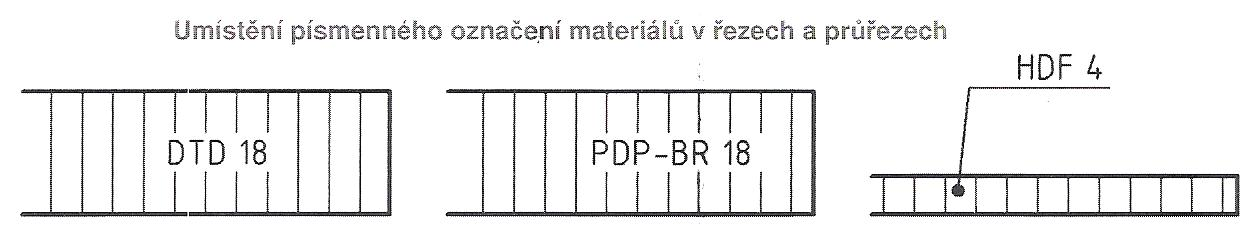 Umístění písmenného označení materiálů v řezech a průřezech
HDF 4
DTD 18
PDP-BR 18